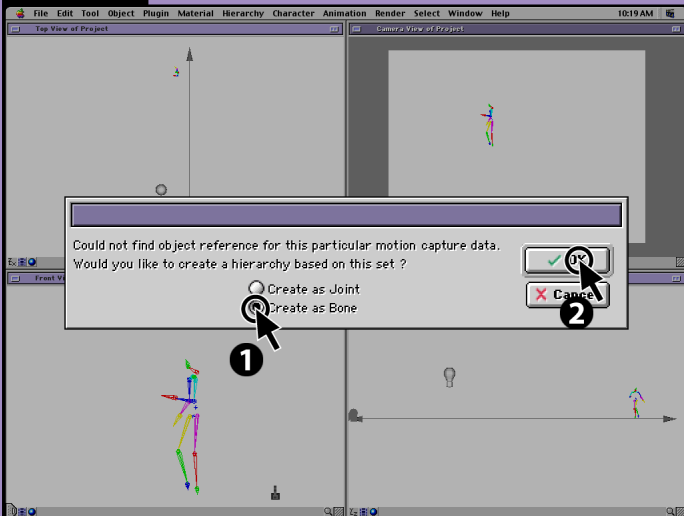 File Edit Tool Object Plugin Material Hierarchy Character Animation Render Select Window Help 10:19 AM
Top View of Project
Camera View of Project
Could not find object reference for this particular motion capture data.
Would you like to create a hierarchy based on this set ?
OK
Create as Joint
Cancel
Create as Bone
1
2
Front